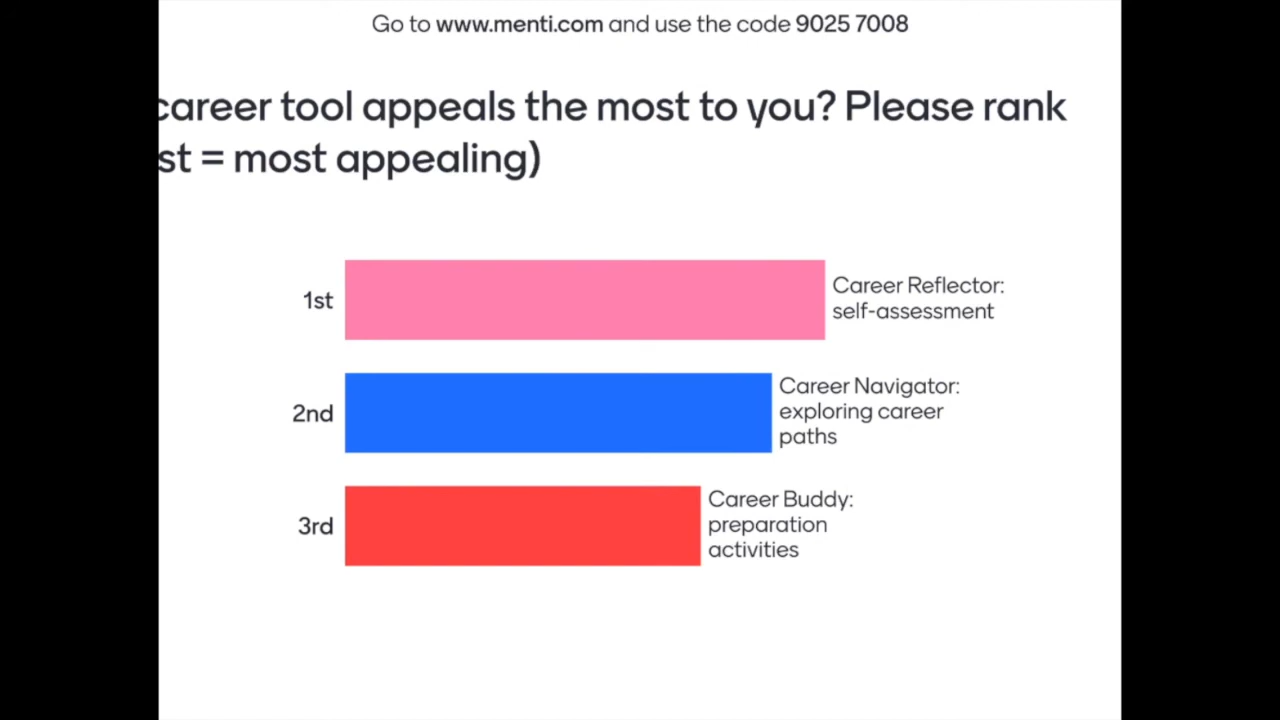 Go to www.menti.com and use the code 9025 7008
career tool appeals the most to you? Please rank
st = most appealing)
1st
Career Reflector:
self-assessment
2nd
Career Navigator:
exploring career
paths
3rd
Career Buddy:
preparation
activities